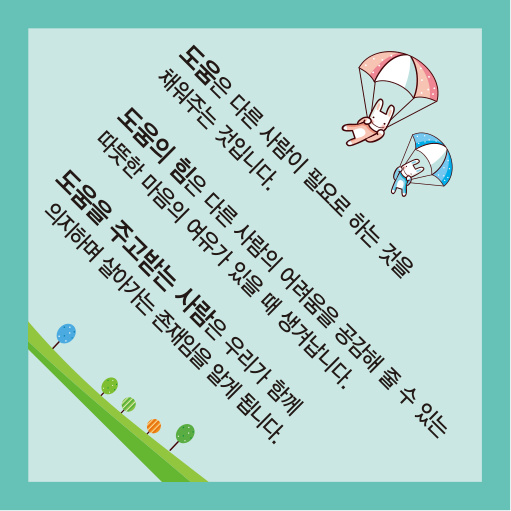 도움은 다른 사람이 필요로 하는 것을
채워주는 것입니다.
도움의 힘은 다른 사람의 어려움을 공감해 줄 수 있는
따뜻한 마음의 여유가 있을 때 생겨납니다.
도움을 주고받는 사람은 우리가 함께
의지하며 살아가는 존재임을 알게 됩니다.